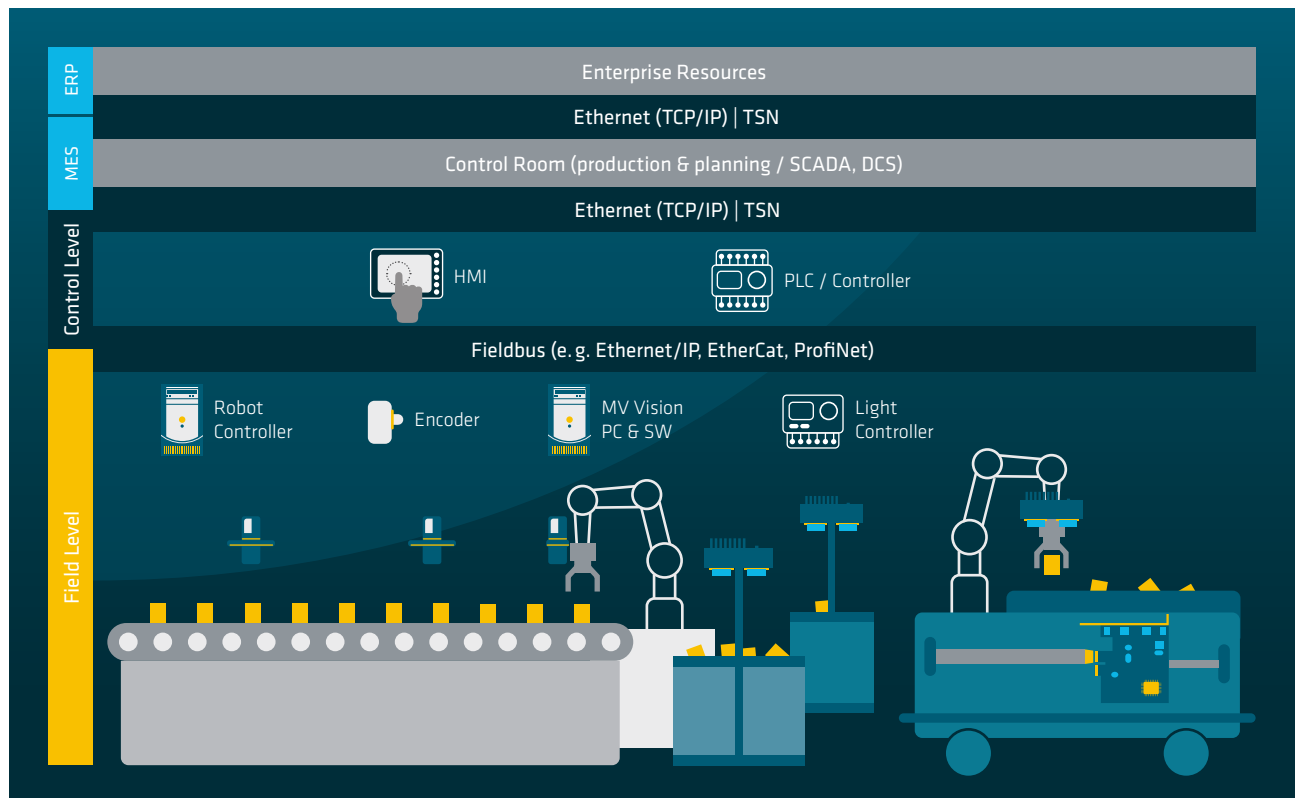 ERP
Enterprise Resources
Ethernet (TCP/IP) | TSN
MES
Control Room (production & planning / SCADA, DCS)
Ethernet (TCP/IP) | TSN
Control Level
HMI
PLC / Controller
Fieldbus (e. g. Ethernet/IP, EtherCat, ProfiNet)
Field Level
Robot
Controller
Encoder
MV Vision
PC & SW
Light
Controller